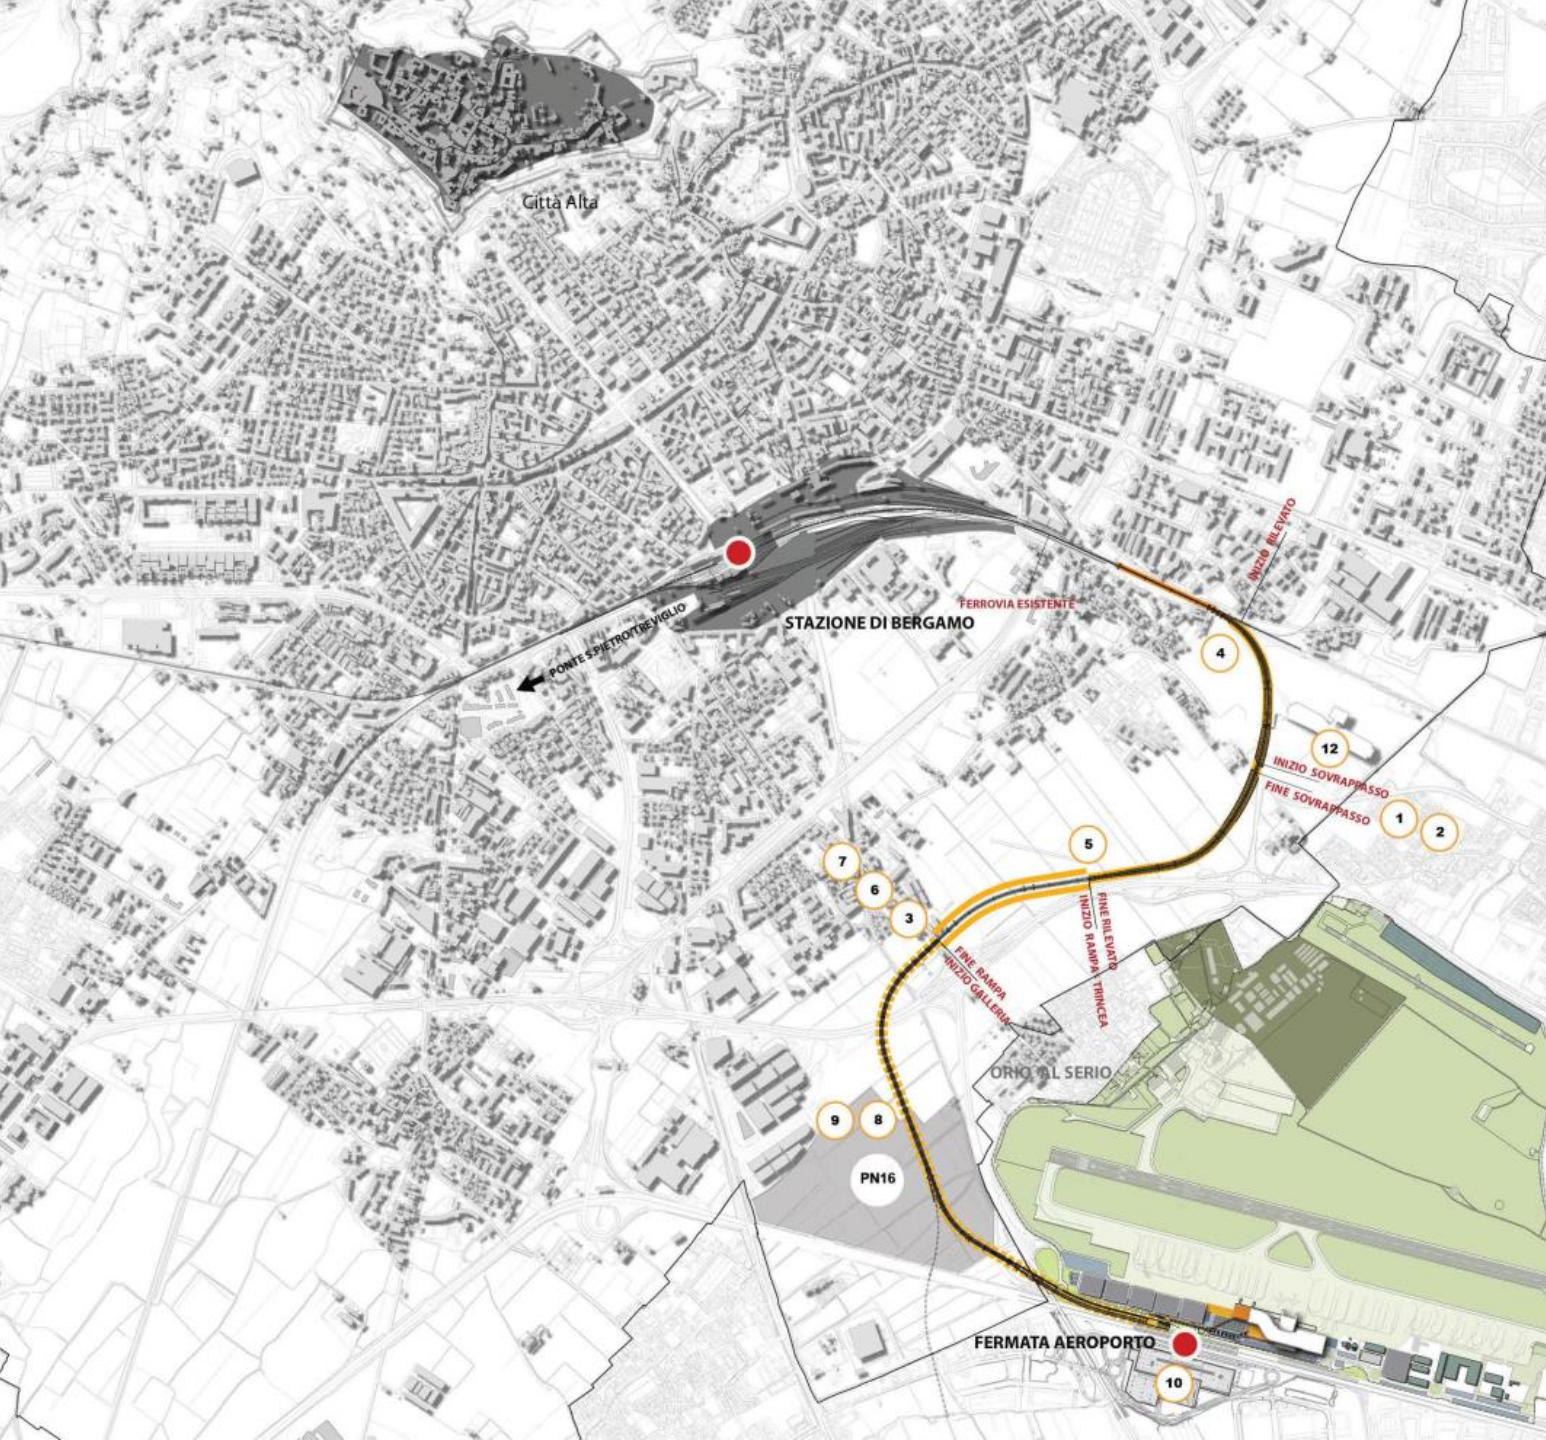 Città Alta
INIZIO RILEVATO
FERROVIA ESISTENTE
STAZIONE DI BERGAMO
PONTE S.PIETRO/TREVIGLIO
4
12
INIZIO SOVRAPPASSO
FINE SOVRAPPASSO
1
2
5
7
6
3
FINE RILEVATO
INIZIO RAMPA TRINCEA
FINE RAMPA
INIZIO GALLERIA
ORIO AL SERIO
9
8
PN16
FERMATA AEROPORTO
10